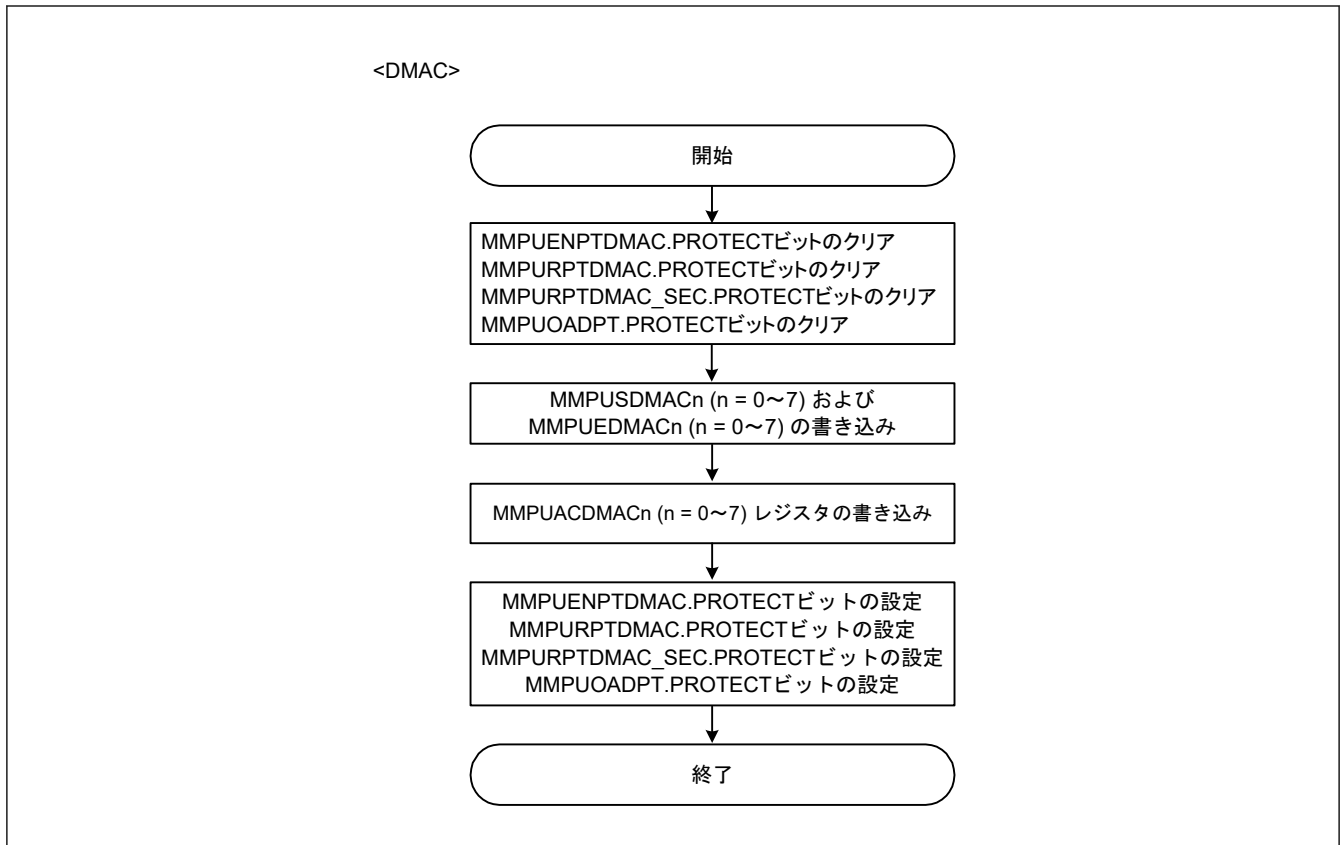 <DMAC>
開始
MMPUENPTDMAC.PROTECTビットのクリア
MMPURPTDMAC.PROTECTビットのクリア
MMPURPTDMAC_SEC.PROTECTビットのクリア
MMPUOADPT.PROTECTビットのクリア
MMPUSDMACn (n = 0～7) および
MMPUEDMACn (n = 0～7) の書き込み
MMPUACDMACn (n = 0～7) レジスタの書き込み
MMPUENPTDMAC.PROTECTビットの設定
MMPURPTDMAC.PROTECTビットの設定
MMPURPTDMAC_SEC.PROTECTビットの設定
MMPUOADPT.PROTECTビットの設定
終了